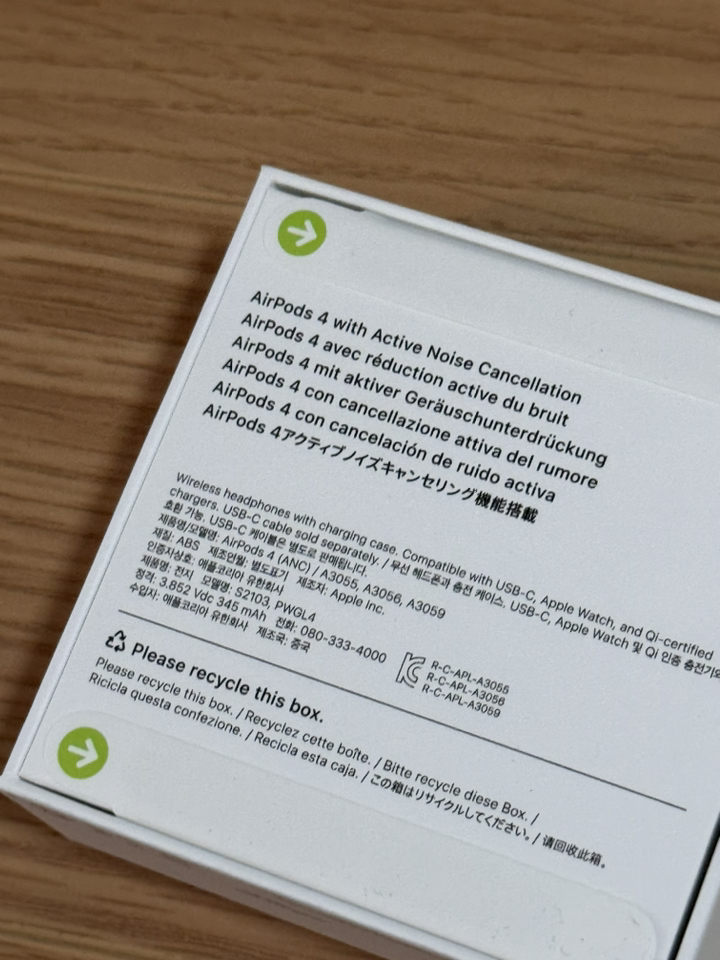 AirPods 4 with Active Noise Cancellation
AirPods 4 avec réduction active du bruit
AirPods 4 mit aktiver Geräuschunterdrückung
AirPods 4 con cancellazione attiva del rumore
AirPods 4 con cancelación de ruido activa
AirPods 4アクティブノイズキャンセリング機能搭載
Wireless headphones with charging case. Compatible with USB-C, Apple Watch, and Qi-certified
chargers. USB-C cable sold separately. / 무선 헤드폰과 충전 케이스. USB-C, Apple Watch 및 Qi 인증 충전기와
호환 가능. USB-C 케이블은 별도로 판매됩니다.
제품명/모델명: AirPods 4 (ANC) / A3055, A3056, A3059
재질: ABS 제조연월: 별도표기 제조자: Apple Inc.
인증자상호: 애플코리아 유한회사
제품명: 전지 모델명: S2103, PWGL4
정격: 3.852 Vdc 345 mAh 전화: 080-333-4000
수입자: 애플코리아 유한회사 제조국: 중국
R-C-APL-A3055
R-C-APL-A3056
R-C-APL-A3059
Please recycle this box.
Please recycle this box. / Recyclez cette boîte. / Bitte recycle diese Box. /
Ricicla questa confezione. / Recicla esta caja. / この箱はリサイクルしてください。/ 请回收此箱。